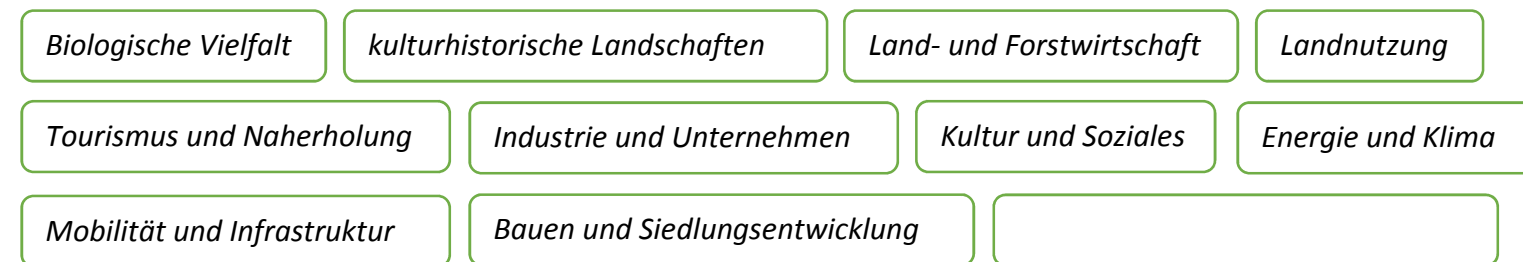 Biologische Vielfalt kulturhistorische Landschaften Land- und Forstwirtschaft Landnutzung
Tourismus und Naherholung Industrie und Unternehmen Kultur und Soziales Energie und Klima
Mobilität und Infrastruktur Bauen und Siedlungsentwicklung